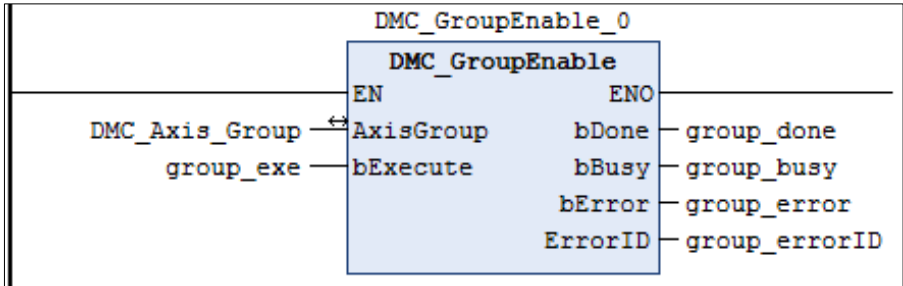 DMC_GroupEnable_0
DMC_GroupEnable
EN ENO
DMC_Axis_Group AxisGroup bDone group_done
group_exe bExecute bBusy group_busy
bError group_error
ErrorID group_errorID